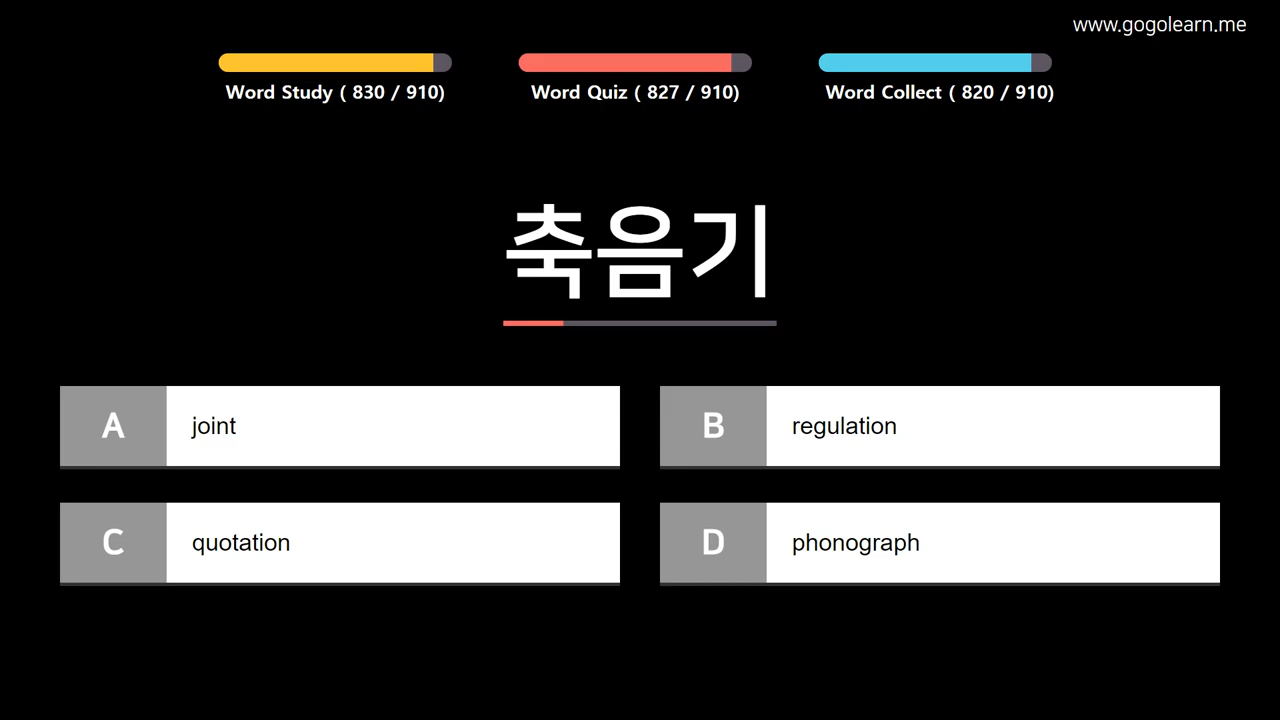 www.gogolearn.me
Word Study ( 830 / 910)
Word Quiz ( 827 / 910)
Word Collect ( 820 / 910)
축음기
A joint
B regulation
C quotation
D phonograph